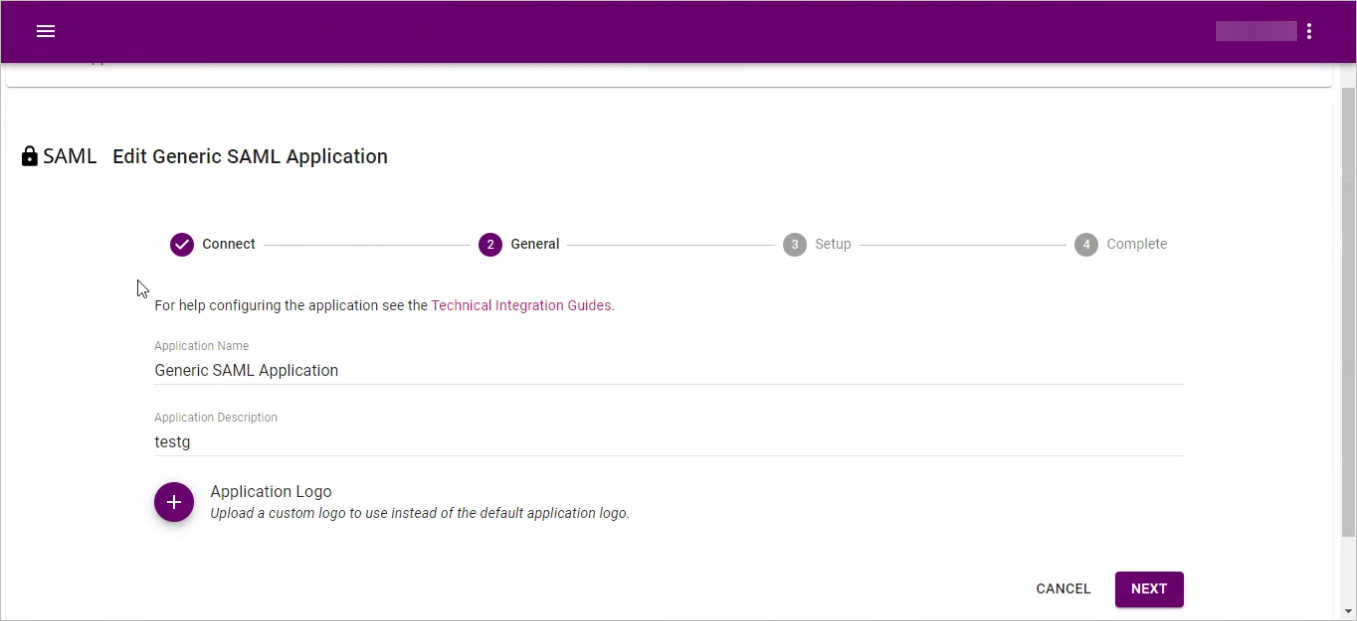 SAML Edit Generic SAML Application
Connect 2 General 3 Setup 4 Complete
For help configuring the application see the Technical Integration Guides.
Application Name
Generic SAML Application
Application Description
testg
Application Logo
Upload a custom logo to use instead of the default application logo.
CANCEL NEXT